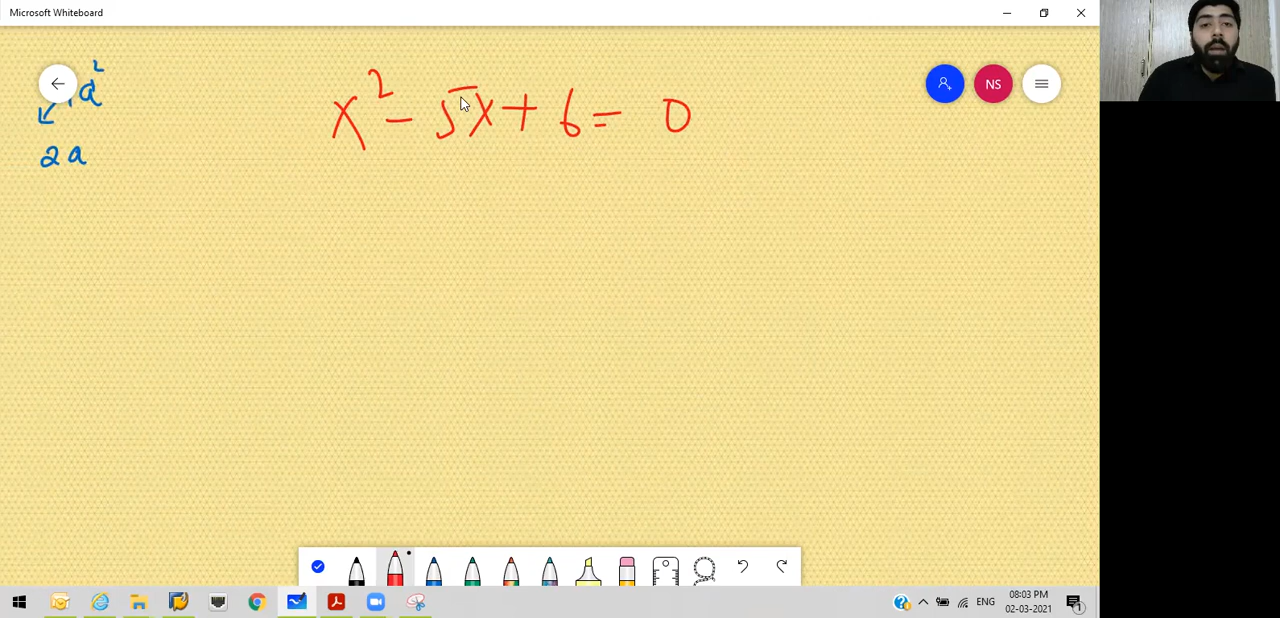 Microsoft Whiteboard
a²
2a
x² - 5x + 6 = 0
NS
ENG
08:03 PM
02-03-2021